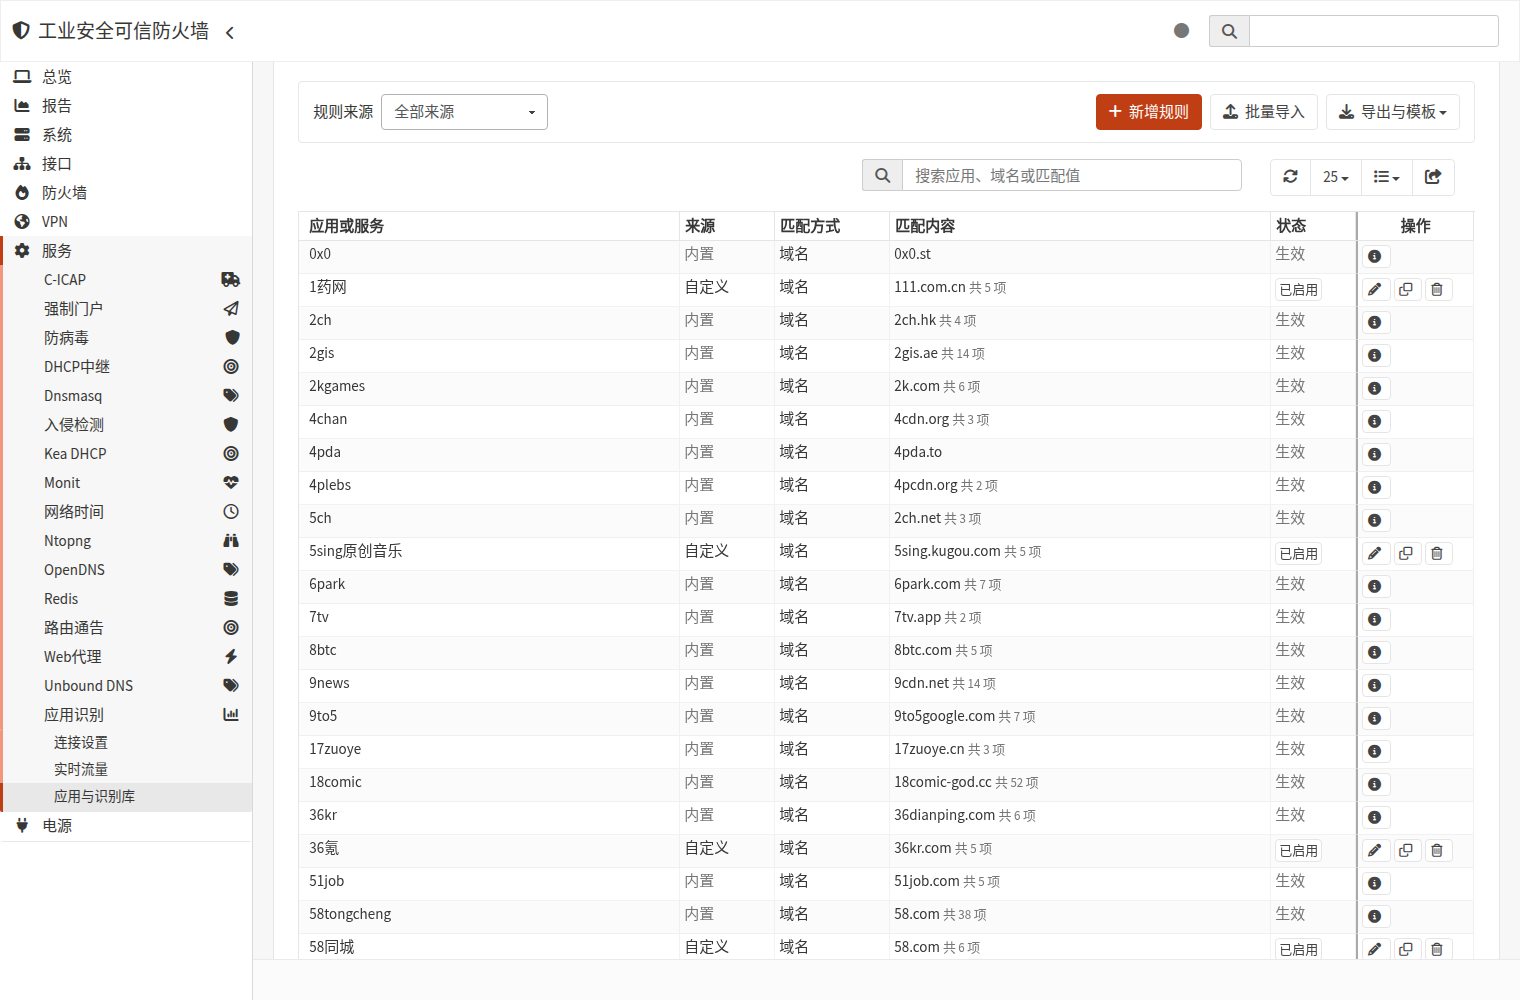 工业安全可信防火墙
总览
报告
系统
接口
防火墙
VPN
服务
C-ICAP
强制门户
防病毒
DHCP中继
Dnsmasq
入侵检测
Kea DHCP
Monit
网络时间
Ntopng
OpenDNS
Redis
路由通告
Web代理
Unbound DNS
应用识别
连接设置
实时流量
应用与识别库
电源
规则来源 全部来源 新增规则 批量导入 导出与模板
搜索应用、域名或匹配值 25
应用或服务 来源 匹配方式 匹配内容 状态 操作
0x0 内置 域名 0x0.st 生效
1药网 自定义 域名 111.com.cn 共 5 项 已启用
2ch 内置 域名 2ch.hk 共 4 项 生效
2gis 内置 域名 2gis.ae 共 14 项 生效
2kgames 内置 域名 2k.com 共 6 项 生效
4chan 内置 域名 4cdn.org 共 3 项 生效
4pda 内置 域名 4pda.to 生效
4plebs 内置 域名 4pcdn.org 共 2 项 生效
5ch 内置 域名 2ch.net 共 3 项 生效
5sing原创音乐 自定义 域名 5sing.kugou.com 共 5 项 已启用
6park 内置 域名 6park.com 共 7 项 生效
7tv 内置 域名 7tv.app 共 2 项 生效
8btc 内置 域名 8btc.com 共 5 项 生效
9news 内置 域名 9cdn.net 共 14 项 生效
9to5 内置 域名 9to5google.com 共 7 项 生效
17zuoye 内置 域名 17zuoye.cn 共 3 项 生效
18comic 内置 域名 18comic-god.cc 共 52 项 生效
36kr 内置 域名 36dianping.com 共 6 项 生效
36氪 自定义 域名 36kr.com 共 5 项 已启用
51job 内置 域名 51job.com 共 5 项 生效
58tongcheng 内置 域名 58.com 共 38 项 生效
58同城 自定义 域名 58.com 共 6 项 已启用